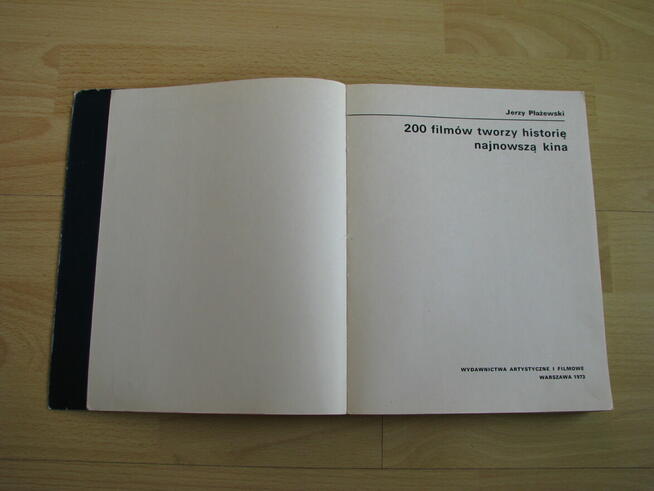 Jerzy Płażewski
200 filmów tworzy historię
najnowszą kina
WYDAWNICTWA ARTYSTYCZNE I FILMOWE
WARSZAWA 1973